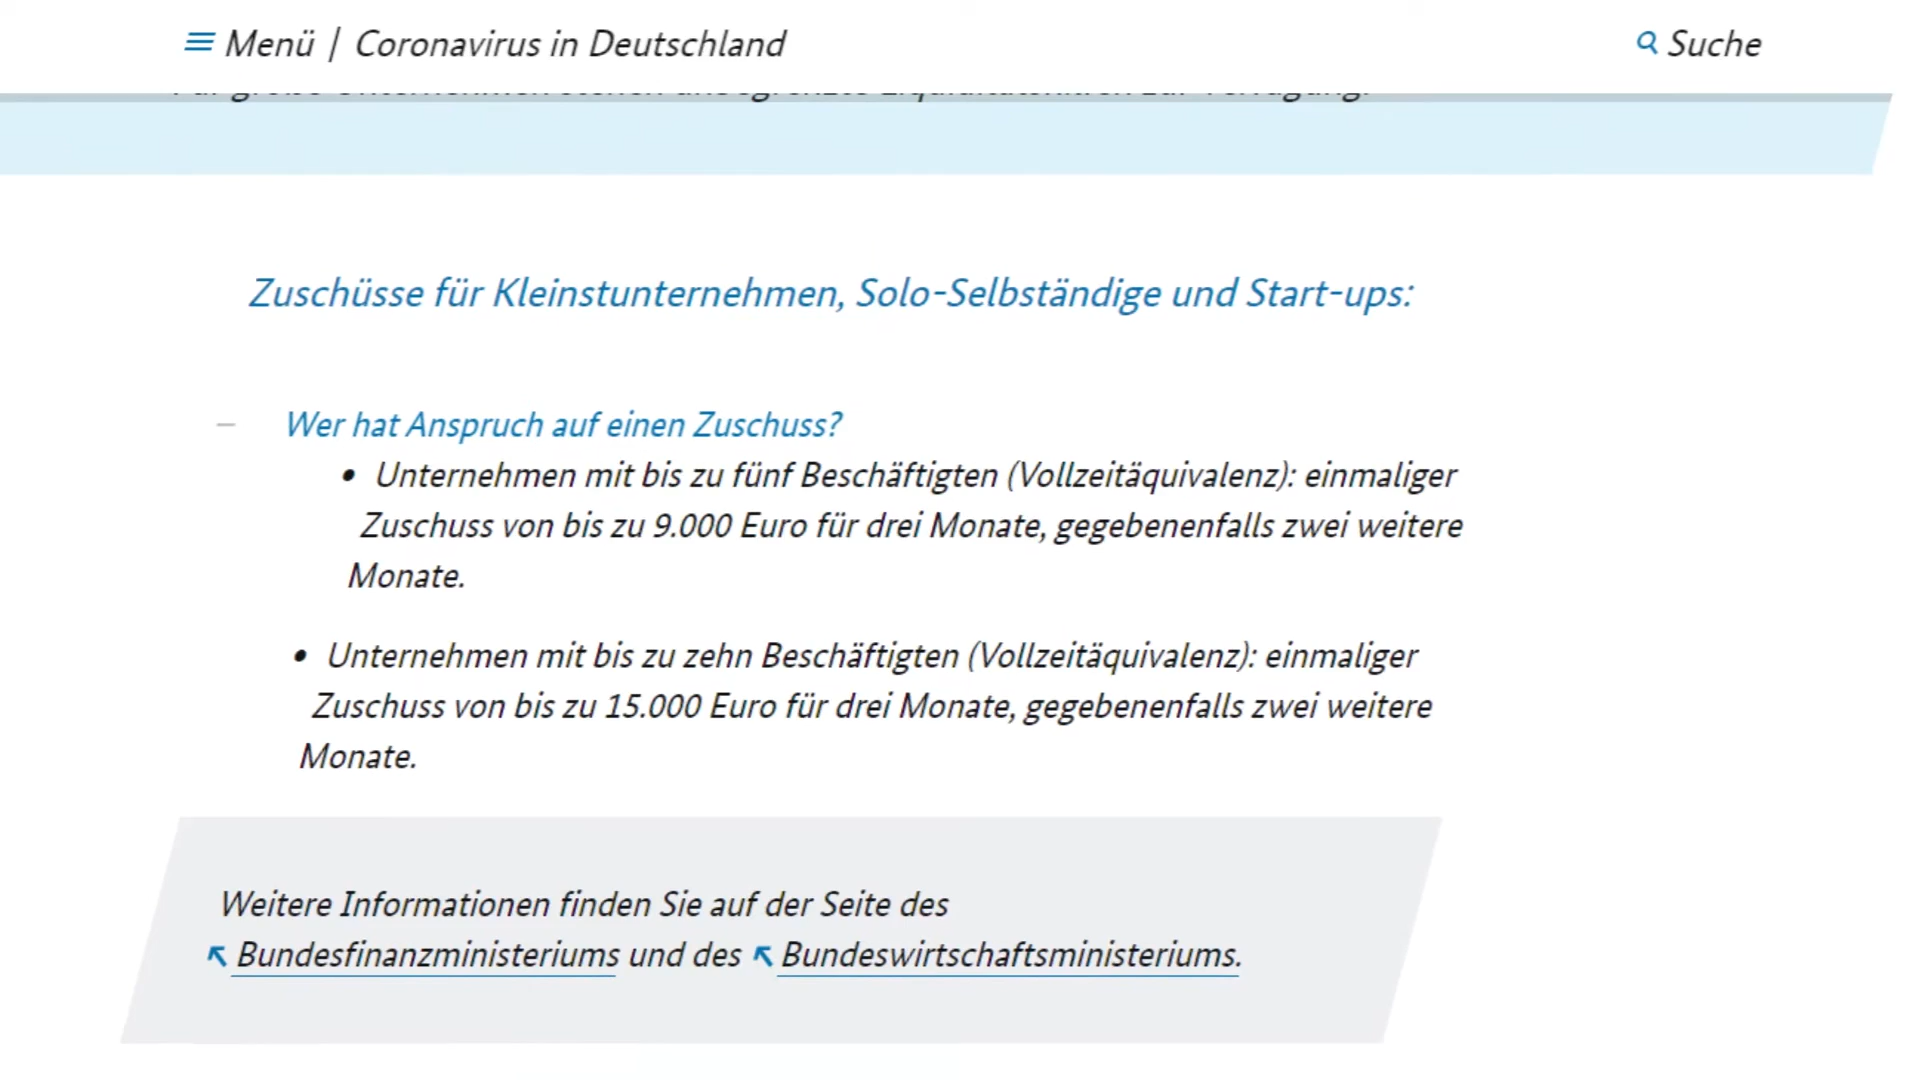 Menü | Coronavirus in Deutschland
Suche
Zuschüsse für Kleinstunternehmen, Solo-Selbständige und Start-ups:
– Wer hat Anspruch auf einen Zuschuss?
• Unternehmen mit bis zu fünf Beschäftigten (Vollzeitäquivalenz): einmaliger
Zuschuss von bis zu 9.000 Euro für drei Monate, gegebenenfalls zwei weitere
Monate.
• Unternehmen mit bis zu zehn Beschäftigten (Vollzeitäquivalenz): einmaliger
Zuschuss von bis zu 15.000 Euro für drei Monate, gegebenenfalls zwei weitere
Monate.
Weitere Informationen finden Sie auf der Seite des
Bundesfinanzministeriums und des Bundeswirtschaftsministeriums.